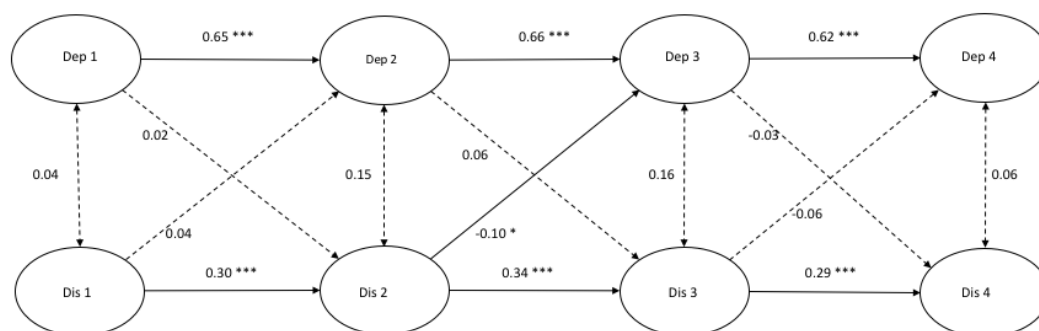 0.65 ***
0.66 ***
0.62 ***
Dep 1
Dep 2
Dep 3
Dep 4
0.02
0.06
-0.03
0.04
0.15
0.16
0.06
0.04
-0.10 *
-0.06
0.30 ***
0.34 ***
0.29 ***
Dis 1
Dis 2
Dis 3
Dis 4